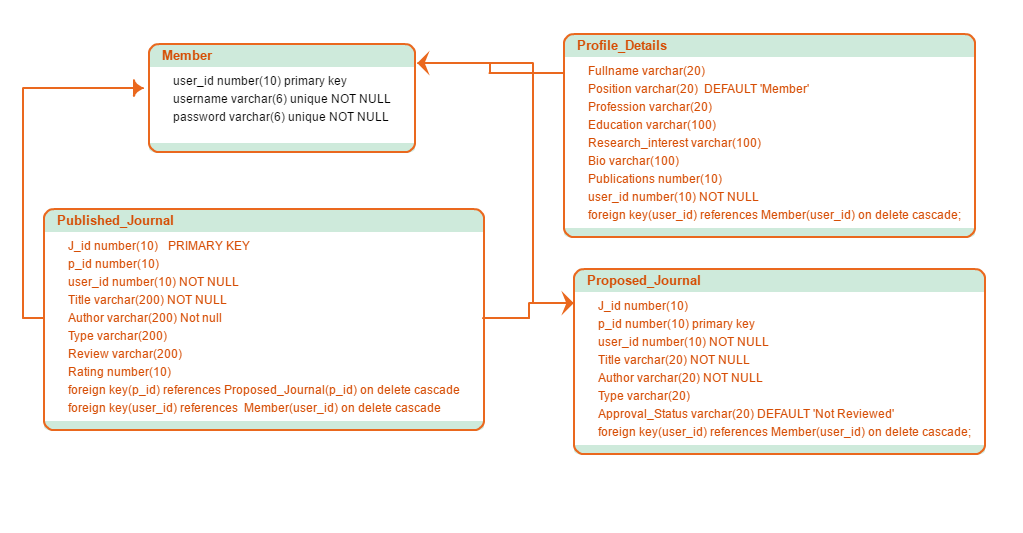 Member
user_id number(10) primary key
username varchar(6) unique NOT NULL
password varchar(6) unique NOT NULL
Profile_Details
Fullname varchar(20)
Position varchar(20)  DEFAULT 'Member'
Profession varchar(20)
Education varchar(100)
Research_interest varchar(100)
Bio varchar(100)
Publications number(10)
user_id number(10) NOT NULL
foreign key(user_id) references Member(user_id) on delete cascade;
Published_Journal
J_id number(10)   PRIMARY KEY
p_id number(10)
user_id number(10) NOT NULL
Title varchar(200) NOT NULL
Author varchar(200) Not null
Type varchar(200)
Review varchar(200)
Rating number(10)
foreign key(p_id) references Proposed_Journal(p_id) on delete cascade
foreign key(user_id) references  Member(user_id) on delete cascade
Proposed_Journal
J_id number(10)
p_id number(10) primary key
user_id number(10) NOT NULL
Title varchar(20) NOT NULL
Author varchar(20) NOT NULL
Type varchar(20)
Approval_Status varchar(20) DEFAULT 'Not Reviewed'
foreign key(user_id) references Member(user_id) on delete cascade;